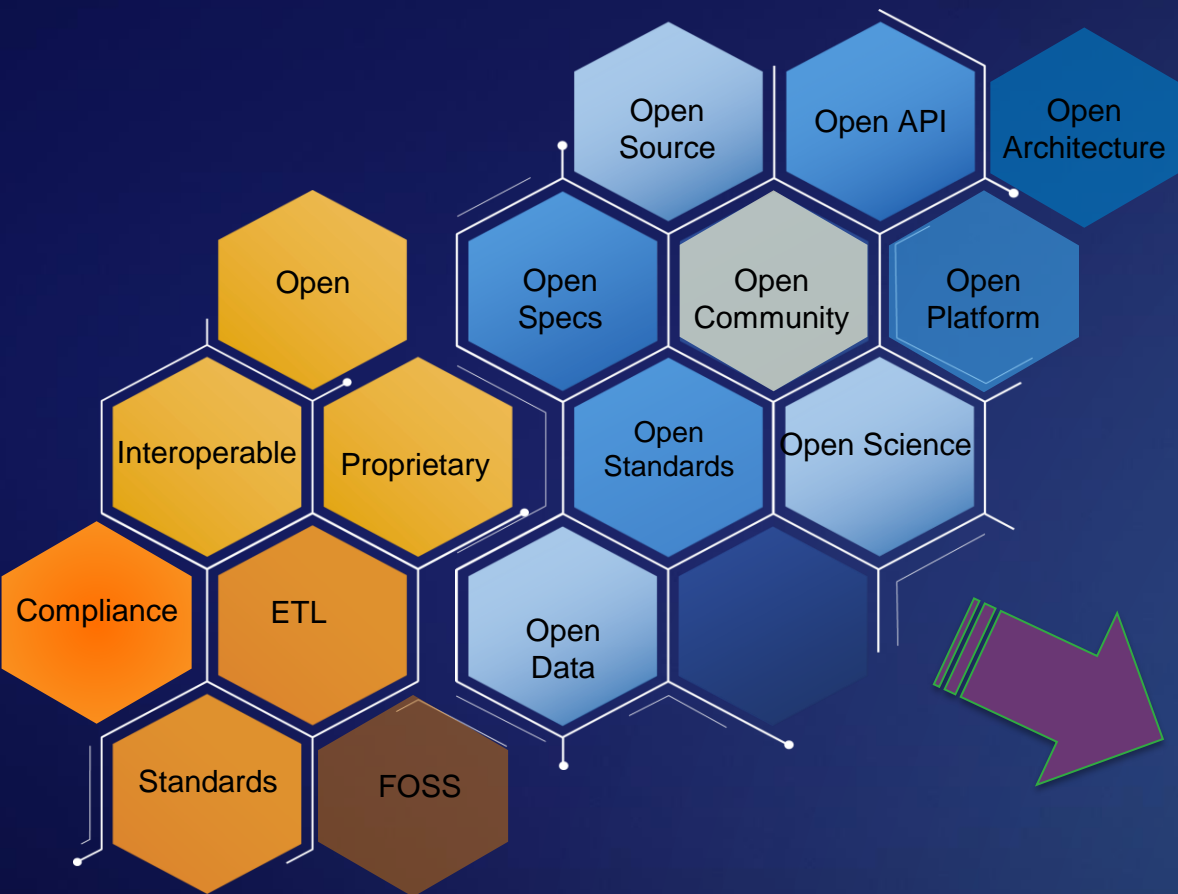 Open
Source
Open API
Open
Architecture
Open
Open
Specs
Open
Community
Open
Platform
Interoperable
Proprietary
Open
Standards
Open Science
Compliance
ETL
Open
Data
Standards
FOSS